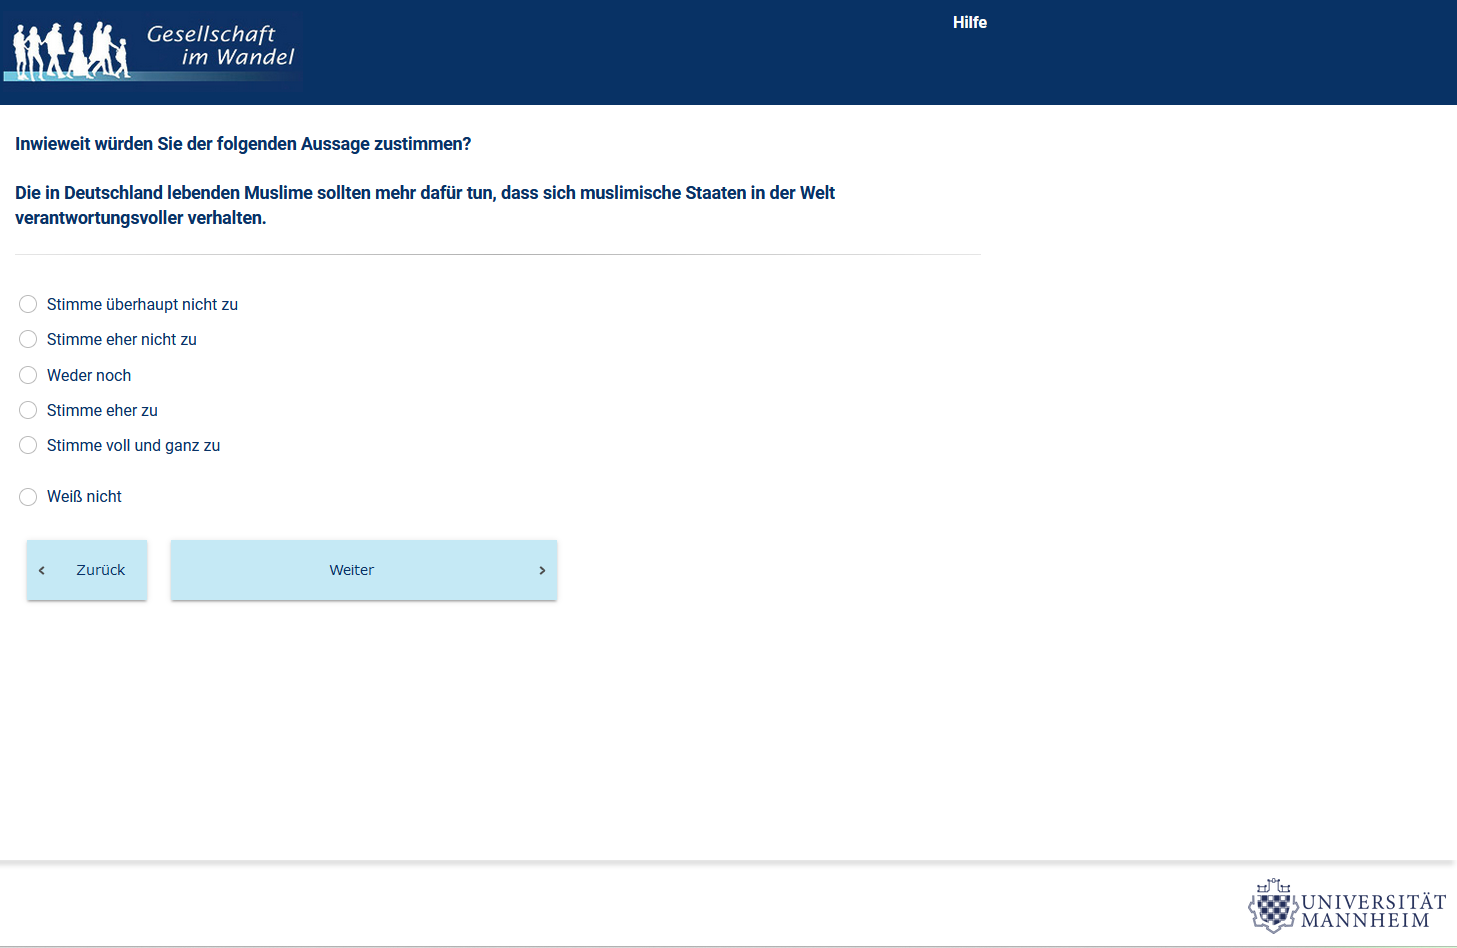 Gesellschaft
im Wandel
Hilfe
Inwieweit würden Sie der folgenden Aussage zustimmen?
Die in Deutschland lebenden Muslime sollten mehr dafür tun, dass sich muslimische Staaten in der Welt
verantwortungsvoller verhalten.
Stimme überhaupt nicht zu
Stimme eher nicht zu
Weder noch
Stimme eher zu
Stimme voll und ganz zu
Weiß nicht
Zurück
Weiter
UNIVERSITÄT
MANNHEIM